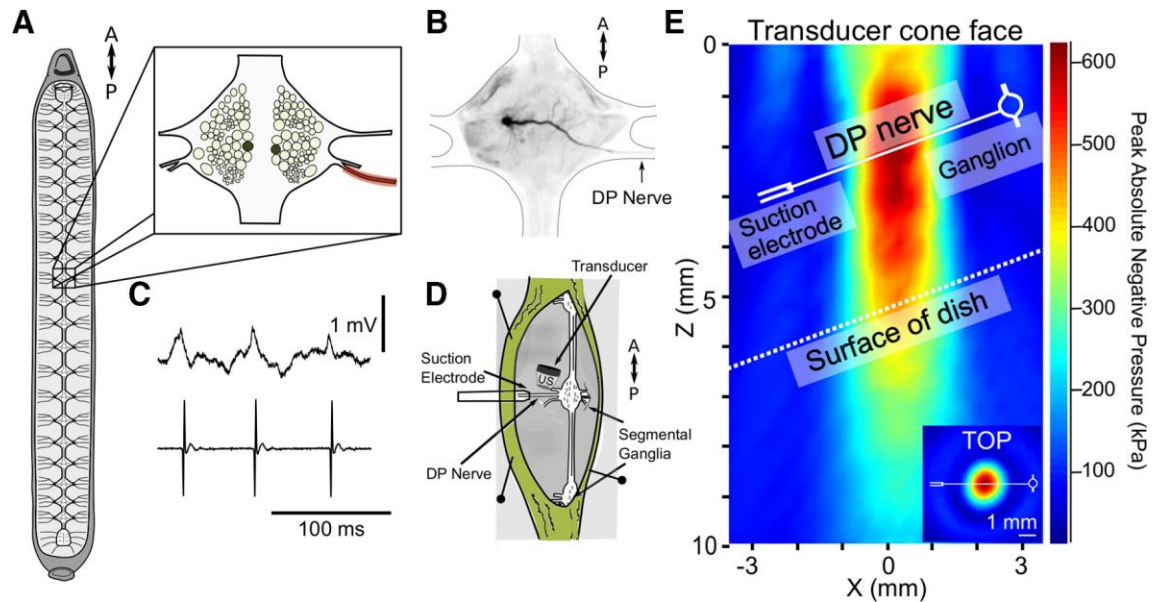 A
A
P
B
A
P
DP Nerve
C
1 mV
100 ms
D
Transducer
A
P
Suction
Electrode
US
DP Nerve
Segmental
Ganglia
E
Transducer cone face
0
5
10
Z (mm)
-3
0
3
X (mm)
DP nerve
Ganglion
Suction
electrode
Surface of dish
TOP
1 mm
600
500
400
300
200
100
Peak Absolute Negative Pressure (kPa)